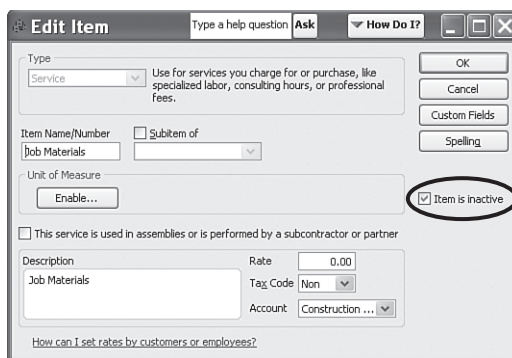 Edit Item
Type a help question Ask
How Do I?
Type
Service
Use for services you charge for or purchase, like
specialized labor, consulting hours, or professional
fees.
OK
Cancel
Custom Fields
Spelling
Item Name/Number
Subitem of
Job Materials
Unit of Measure
Enable...
Item is inactive
This service is used in assemblies or is performed by a subcontractor or partner
Description
Job Materials
Rate
0.00
Tax Code
Non
Account
Construction ...
How can I set rates by customers or employees?